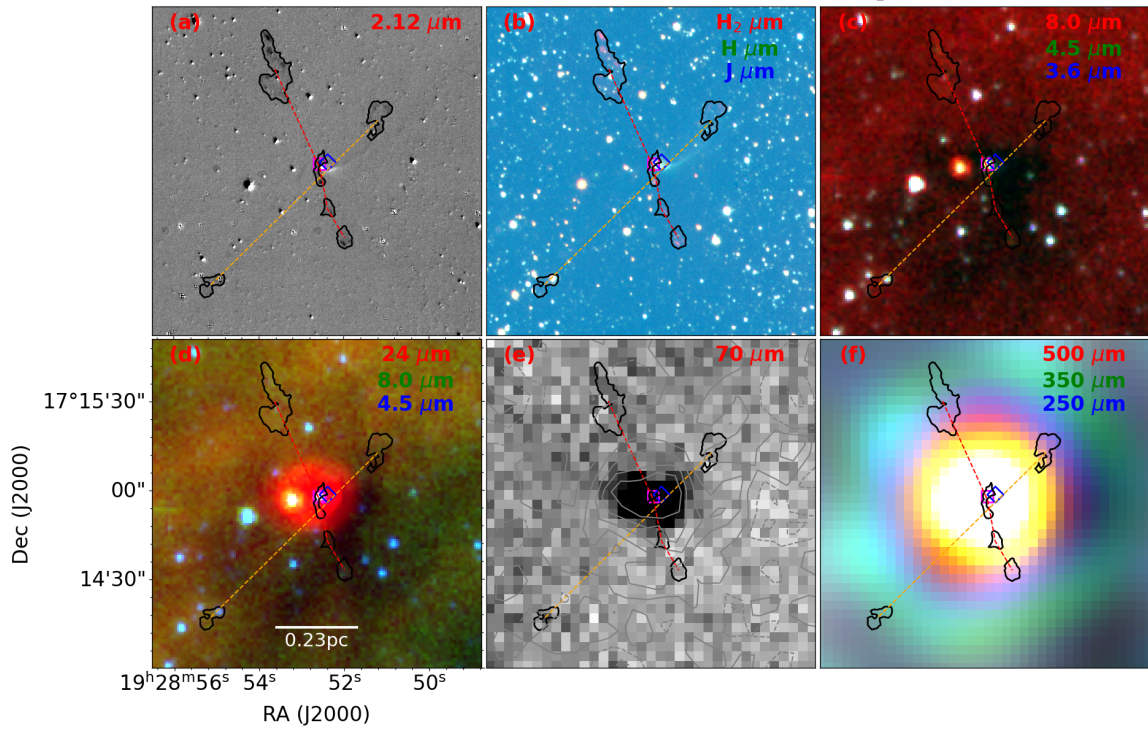 (a) 2.12 μm
(b) H₂ μm
H μm
J μm
(c) 8.0 μm
4.5 μm
3.6 μm
(d) 24 μm
8.0 μm
4.5 μm
(e) 70 μm
(f) 500 μm
350 μm
250 μm
17°15'30"
00"
14'30"
Dec (J2000)
0.23pc
19ʰ28ᵐ56ˢ 54ˢ 52ˢ 50ˢ
RA (J2000)